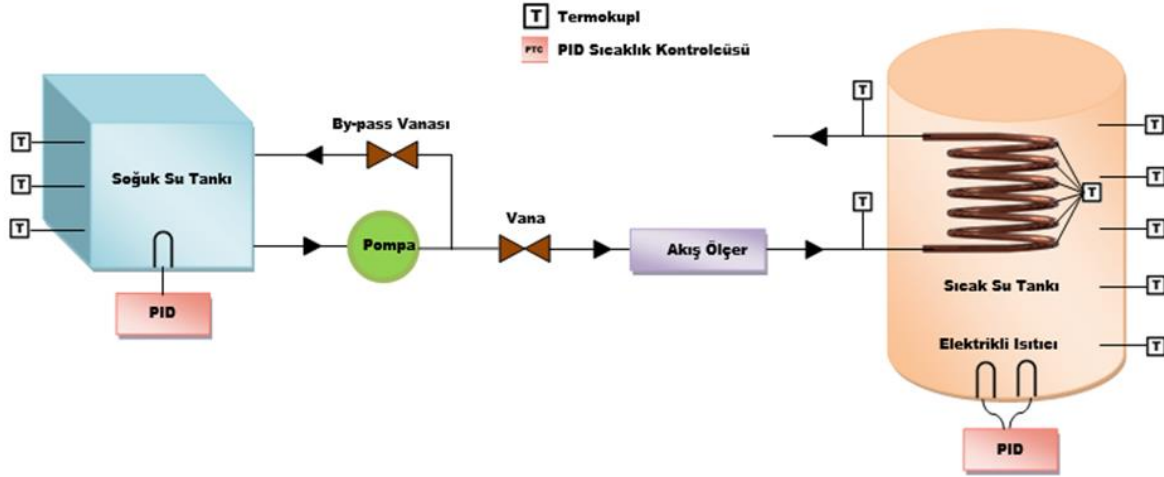 T Termokupl
PTC PID Sıcaklık Kontrolcüsü
T
T
By-pass Vanası
T
T
Soğuk Su Tankı
T
T
T
T
Vana
T
T
Pompa
Akış Ölçer
Sıcak Su Tankı
T
PID
Elektrikli Isıtıcı
T
PID